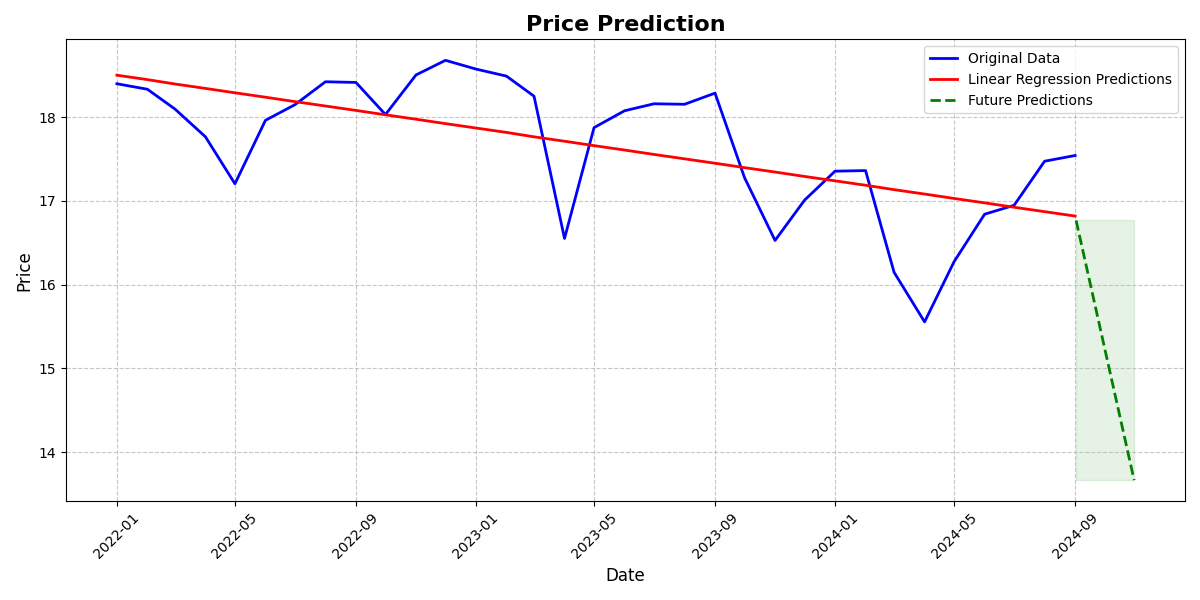 Price Prediction
Original Data
Linear Regression Predictions
Future Predictions
Price
18
17
16
15
14
2022-01
2022-05
2022-09
2023-01
2023-05
2023-09
2024-01
2024-05
2024-09
Date